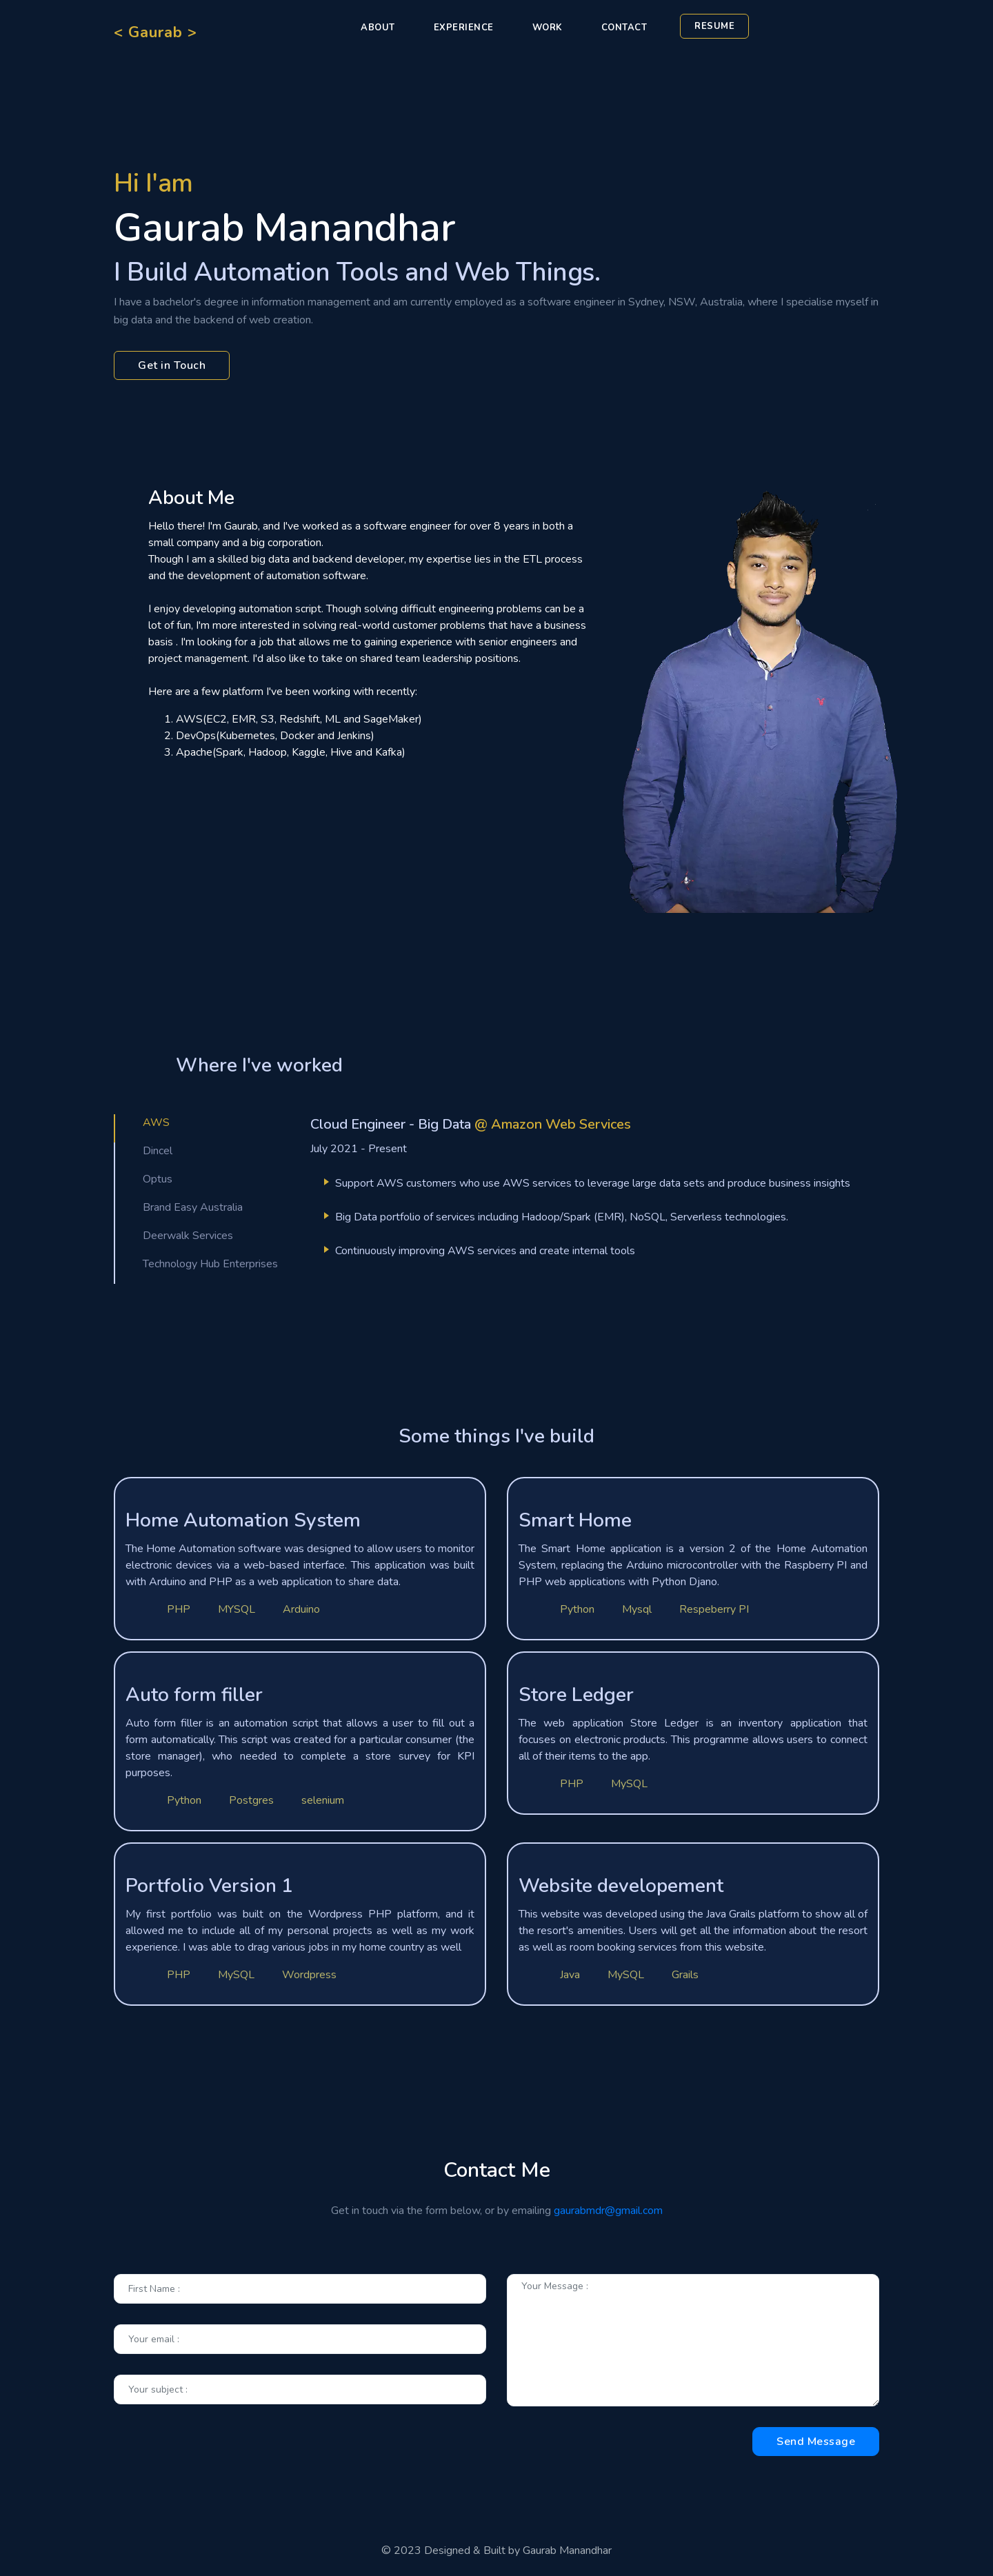 < Gaurab >
ABOUT
EXPERIENCE
WORK
CONTACT
RESUME
Hi I'am
Gaurab Manandhar
I Build Automation Tools and Web Things.
I have a bachelor's degree in information management and am currently employed as a software engineer in Sydney, NSW, Australia, where I specialise myself in
big data and the backend of web creation.
Get in Touch
About Me
Hello there! I'm Gaurab, and I've worked as a software engineer for over 8 years in both a
small company and a big corporation.
Though I am a skilled big data and backend developer, my expertise lies in the ETL process
and the development of automation software.
I enjoy developing automation script. Though solving difficult engineering problems can be a
lot of fun, I'm more interested in solving real-world customer problems that have a business
basis . I'm looking for a job that allows me to gaining experience with senior engineers and
project management. I'd also like to take on shared team leadership positions.
Here are a few platform I've been working with recently:
1. AWS(EC2, EMR, S3, Redshift, ML and SageMaker)
2. DevOps(Kubernetes, Docker and Jenkins)
3. Apache(Spark, Hadoop, Kaggle, Hive and Kafka)
Where I've worked
AWS
Dincel
Optus
Brand Easy Australia
Deerwalk Services
Technology Hub Enterprises
Cloud Engineer - Big Data @ Amazon Web Services
July 2021 - Present
Support AWS customers who use AWS services to leverage large data sets and produce business insights
Big Data portfolio of services including Hadoop/Spark (EMR), NoSQL, Serverless technologies.
Continuously improving AWS services and create internal tools
Some things I've build
Home Automation System
The Home Automation software was designed to allow users to monitor
electronic devices via a web-based interface. This application was built
with Arduino and PHP as a web application to share data.
PHP MYSQL Arduino
Smart Home
The Smart Home application is a version 2 of the Home Automation
System, replacing the Arduino microcontroller with the Raspberry PI and
PHP web applications with Python Djano.
Python Mysql Respeberry PI
Auto form filler
Auto form filler is an automation script that allows a user to fill out a
form automatically. This script was created for a particular consumer (the
store manager), who needed to complete a store survey for KPI
purposes.
Python Postgres selenium
Store Ledger
The web application Store Ledger is an inventory application that
focuses on electronic products. This programme allows users to connect
all of their items to the app.
PHP MySQL
Portfolio Version 1
My first portfolio was built on the Wordpress PHP platform, and it
allowed me to include all of my personal projects as well as my work
experience. I was able to drag various jobs in my home country as well
PHP MySQL Wordpress
Website developement
This website was developed using the Java Grails platform to show all of
the resort's amenities. Users will get all the information about the resort
as well as room booking services from this website.
Java MySQL Grails
Contact Me
Get in touch via the form below, or by emailing gaurabmdr@gmail.com
First Name :
Your email :
Your subject :
Your Message :
Send Message
© 2023 Designed & Built by Gaurab Manandhar